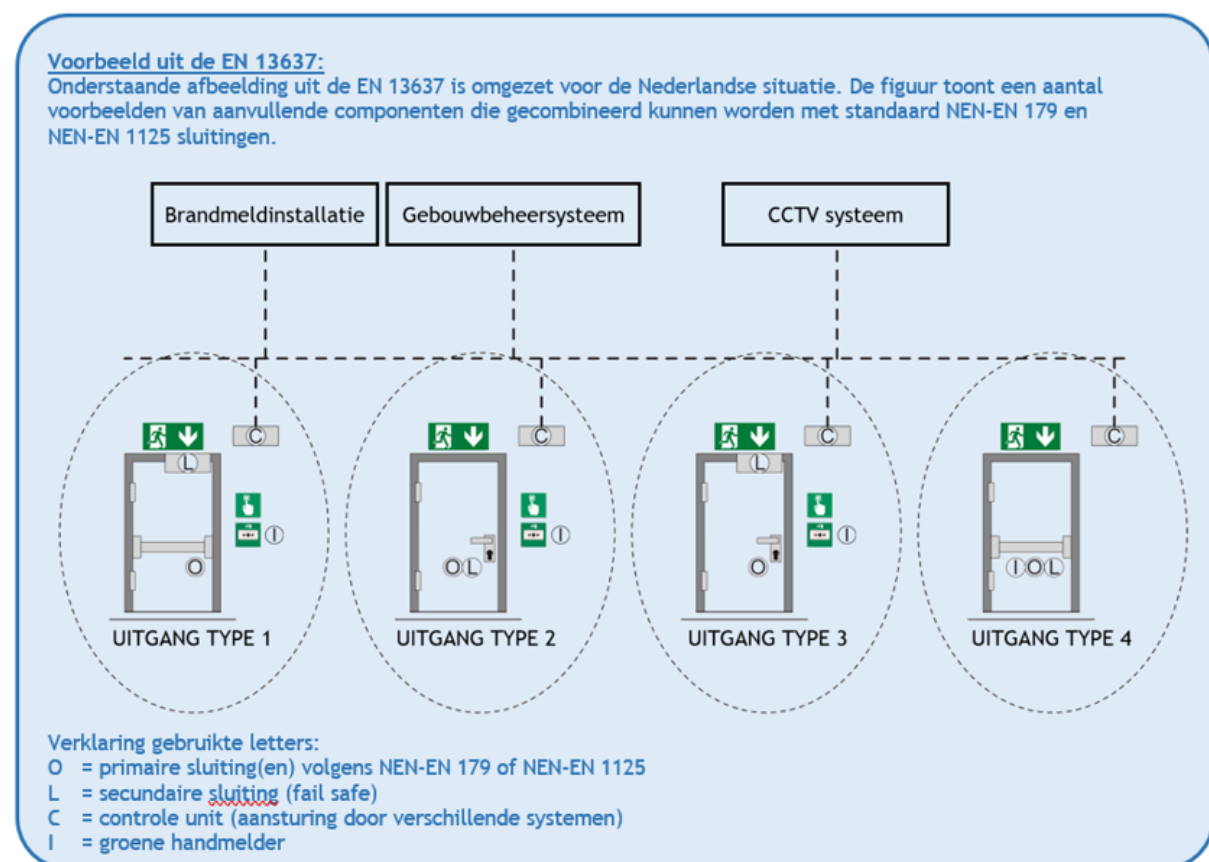 Voorbeeld uit de EN 13637:
Onderstaande afbeelding uit de EN 13637 is omgezet voor de Nederlandse situatie. De figuur toont een aantal
voorbeelden van aanvullende componenten die gecombineerd kunnen worden met standaard NEN-EN 179 en
NEN-EN 1125 sluitingen.
Brandmeldinstallatie
Gebouwbeheersysteem
CCTV systeem
C
C
C
C
L
L
I
I
I
O
O L
O
I O L
UITGANG TYPE 1
UITGANG TYPE 2
UITGANG TYPE 3
UITGANG TYPE 4
Verklaring gebruikte letters:
O = primaire sluiting(en) volgens NEN-EN 179 of NEN-EN 1125
L = secundaire sluiting (fail safe)
C = controle unit (aansturing door verschillende systemen)
I = groene handmelder